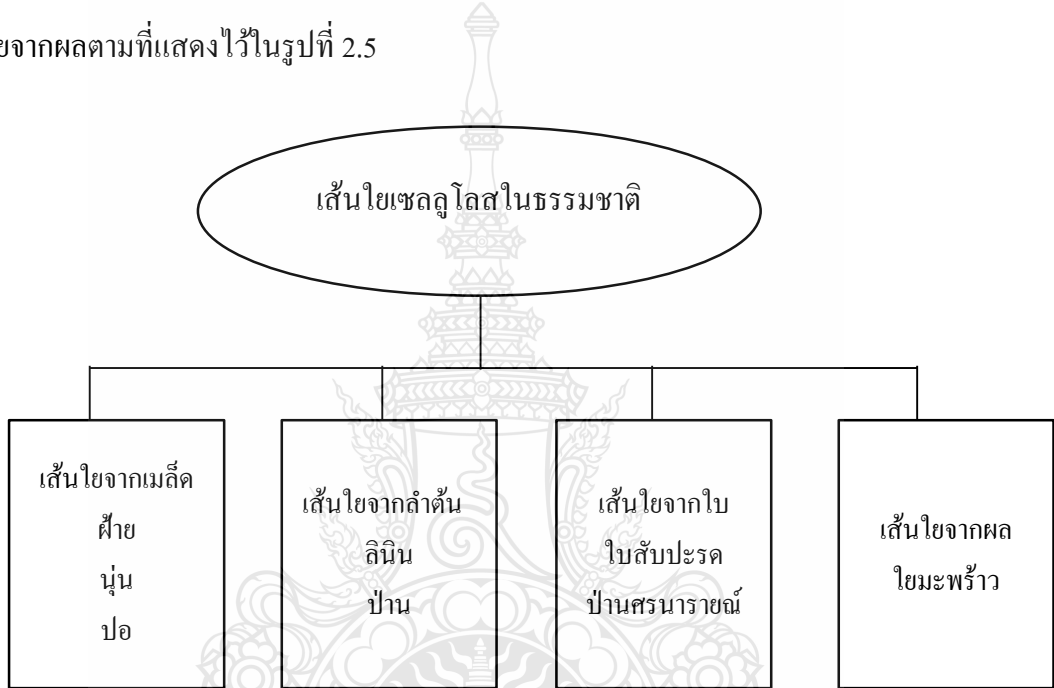 ยจากผลตามที่แสดงไว้ในรูปที่ 2.5
เส้นใยเซลลูโลสในธรรมชาติ
เส้นใยจากเมล็ด
ฝ้าย
นุ่น
ปอ
เส้นใยจากลำต้น
ลินิน
ป่าน
เส้นใยจากใบ
ใบสับปะรด
ป่านศรนารายณ์
เส้นใยจากผล
ใยมะพร้าว